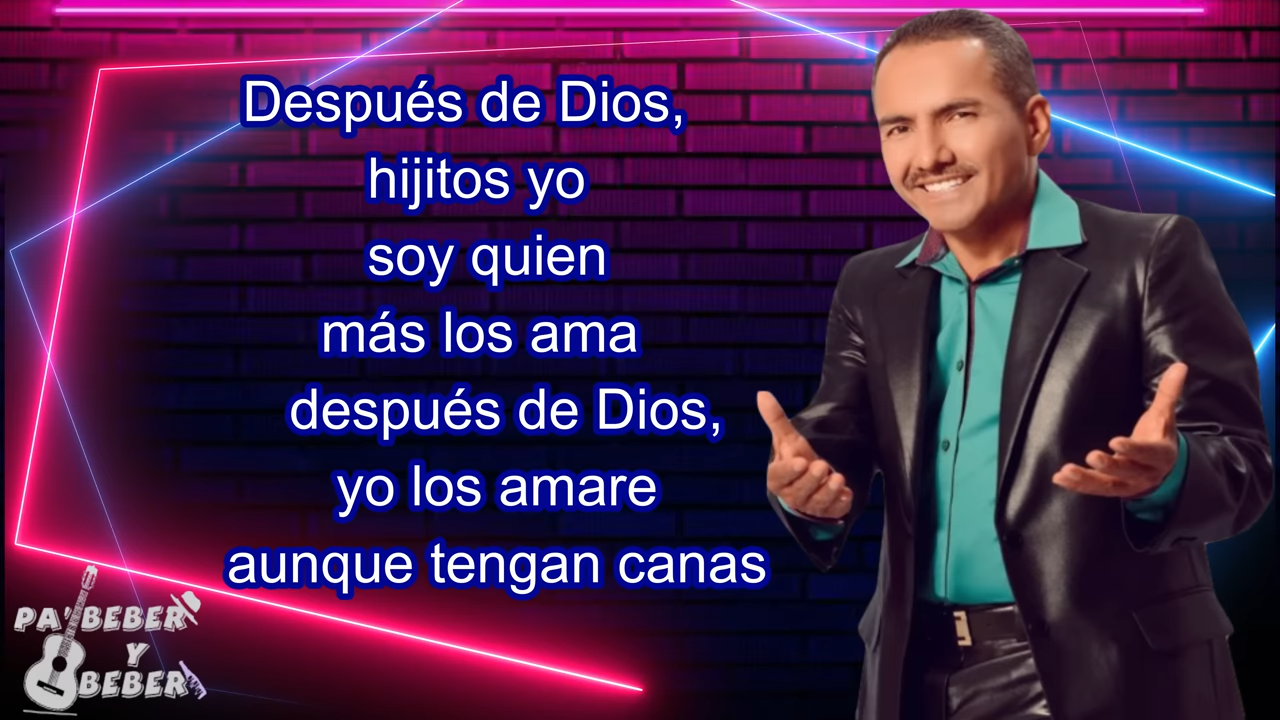 Después de Dios,
hijitos yo
soy quien
más los ama
después de Dios,
yo los amare
aunque tengan canas
PA' BEBER
Y
BEBER